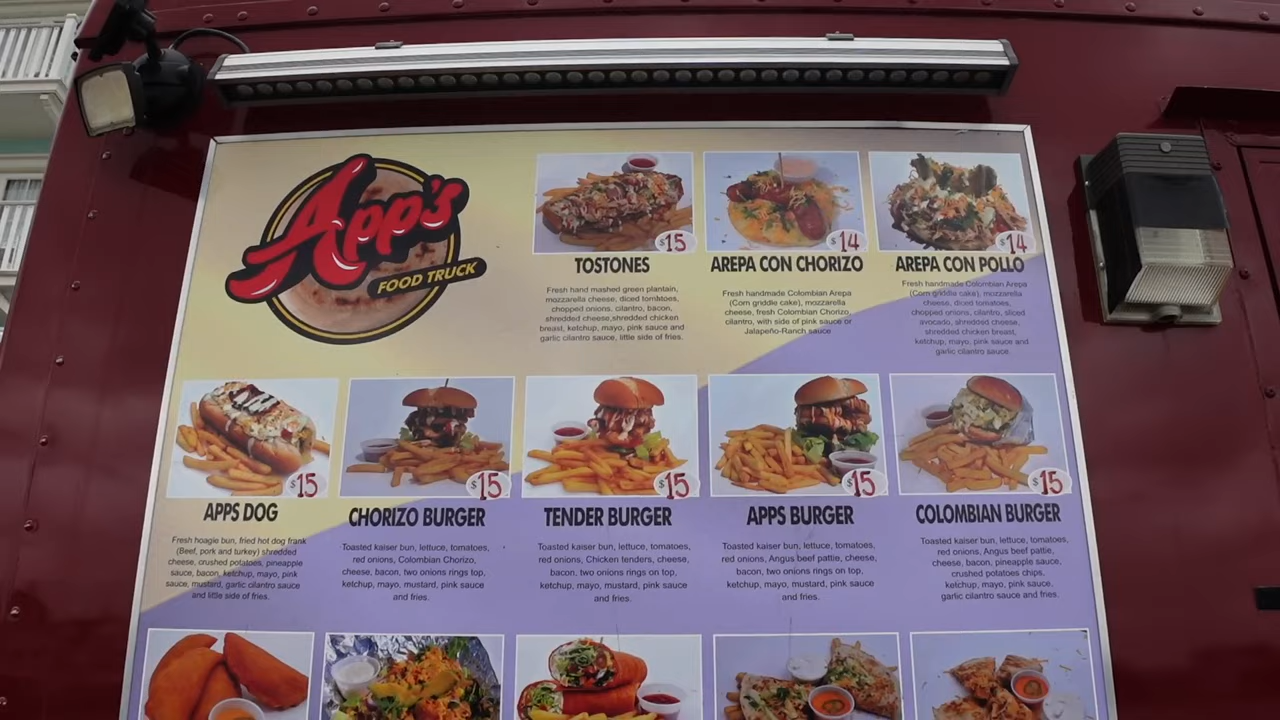 App's
FOOD TRUCK
$15
$14
$14
TOSTONES
Fresh hand mashed green plantain,
mozzarella cheese, diced tomhtoes,
chopped onions, cilantro, bacon,
shredded cheese,shredded chicken
breast, ketchup, mayo, pink sauce and
garlic cilantro sauce, little side of fries.
AREPA CON CHORIZO
Fresh handmade Colombian Arepa
(Corn griddle cake), mozzarella
cheese, fresh Colombian Chorizo,
cilantro, with side of pink sauce or
Jalapeño-Ranch sauce
AREPA CON POLLO
Fresh handmade Colombian Arepa
(Corn griddle cake), mozzarella
cheese, diced tomatoes,
chopped onions, cilantro, sliced
avocado, shredded cheese,
shredded chicken breast,
ketchup, mayo, pink sauce and
garlic cilantro sauce.
$15
$15
$15
$15
$15
APPS DOG
Fresh hoagie bun, fried hot dog frank
(Beef, pork and turkey) shredded
cheese, crushed potatoes, pineapple
sauce, bacon, ketchup, mayo, pink
sauce, mustard, garlic cilantro sauce
and little side of fries.
CHORIZO BURGER
Toasted kaiser bun, lettuce, tomatoes,
red onions, Colombian Chorizo,
cheese, bacon, two onions rings top,
ketchup, mayo, mustard, pink sauce
and fries.
TENDER BURGER
Toasted kaiser bun, lettuce, tomatoes,
red onions, Chicken tenders, cheese,
bacon, two onions rings on top,
ketchup, mayo, mustard, pink sauce
and fries.
APPS BURGER
Toasted kaiser bun, lettuce, tomatoes,
red onions, Angus beef pattie, cheese,
bacon, two onions rings on top,
ketchup, mayo, mustard, pink sauce
and fries.
COLOMBIAN BURGER
Toasted kaiser bun, lettuce, tomatoes,
red onions, Angus beef pattie,
cheese, bacon, pineapple sauce,
crushed potatoes chips,
ketchup, mayo, pink sauce,
garlic cilantro sauce and fries.